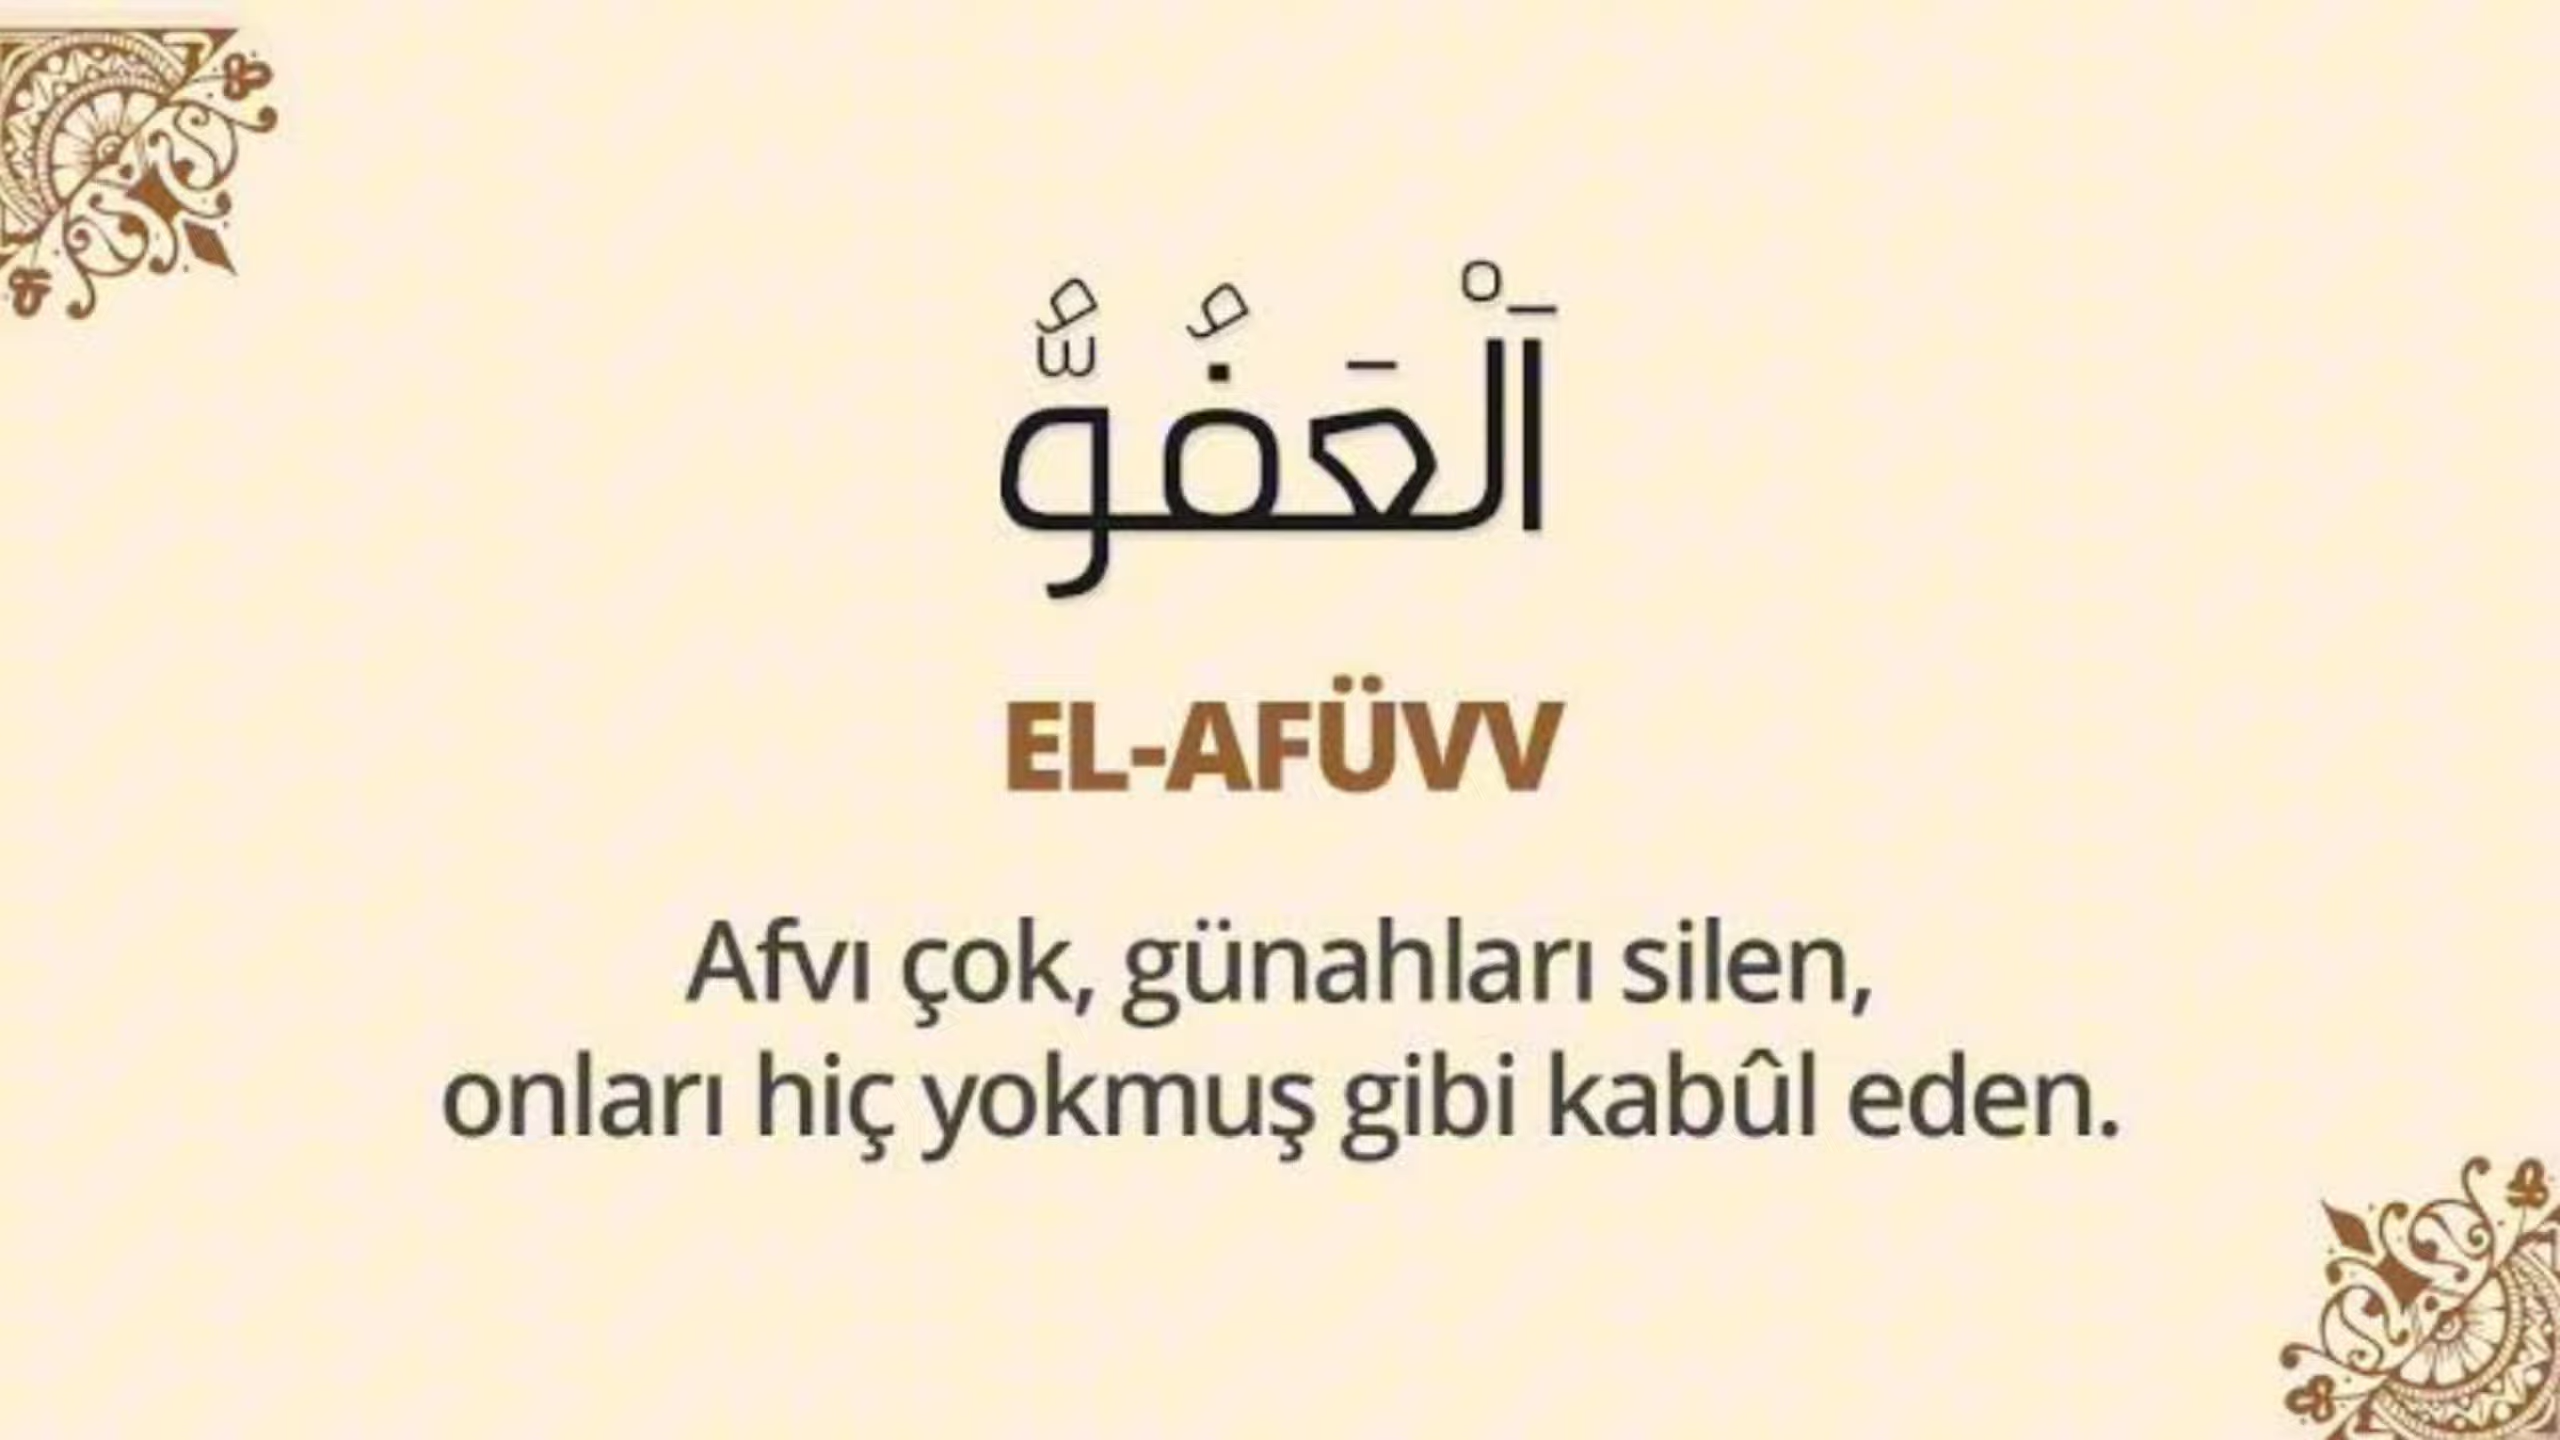 اَلْعَفُوُّ
EL-AFÜVV
Afvı çok, günahları silen,
onları hiç yokmuş gibi kabûl eden.